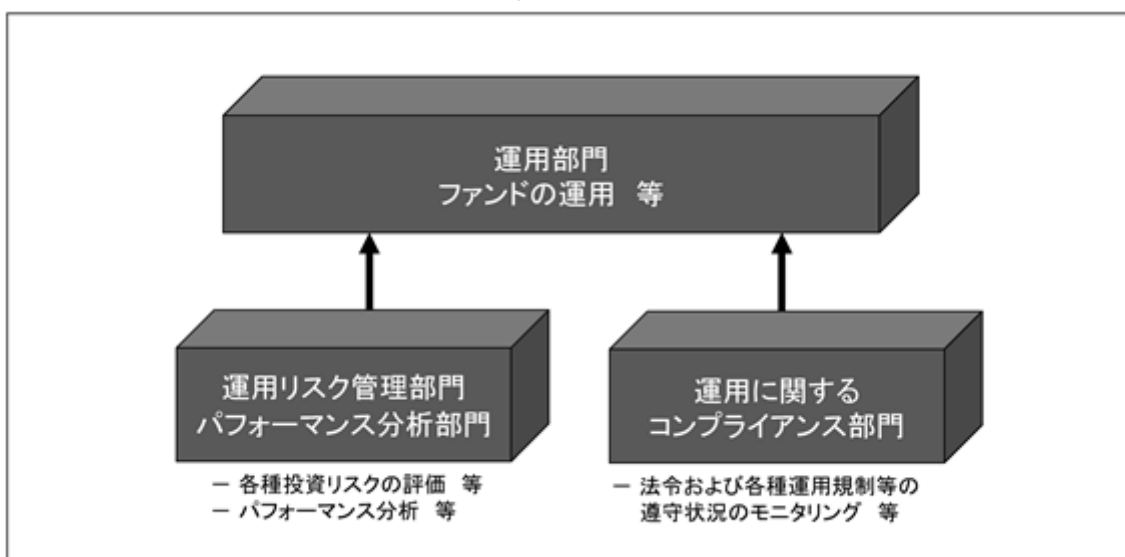 運用部門
ファンドの運用 等
運用リスク管理部門
パフォーマンス分析部門
運用に関する
コンプライアンス部門
－ 各種投資リスクの評価 等
－ パフォーマンス分析 等
－ 法令および各種運用規制等の
遵守状況のモニタリング 等